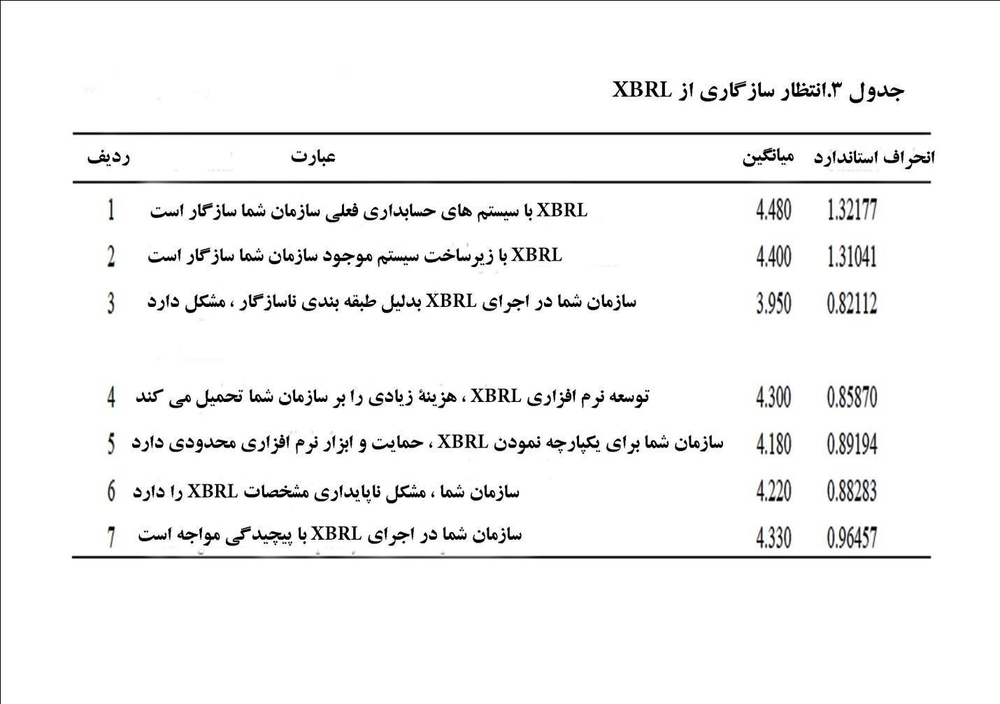 جدول ۳.انتظار سازگاری از XBRL
ردیف عبارت میانگین انحراف استاندارد
1 XBRL با سیستم های حسابداری فعلی سازمان شما سازگار است 4.480 1.32177
2 XBRL با زیرساخت سیستم موجود سازمان شما سازگار است 4.400 1.31041
3 سازمان شما در اجرای XBRL بدلیل طبقه بندی ناسازگار ، مشکل دارد 3.950 0.82112
4 توسعه نرم افزاری XBRL ، هزینۀ زیادی را بر سازمان شما تحمیل می کند 4.300 0.85870
5 سازمان شما برای یکپارچه نمودن XBRL ، حمایت و ابزار نرم افزاری محدودی دارد 4.180 0.89194
6 سازمان شما ، مشکل ناپایداری مشخصات XBRL را دارد 4.220 0.88283
7 سازمان شما در اجرای XBRL با پیچیدگی مواجه است 4.330 0.96457